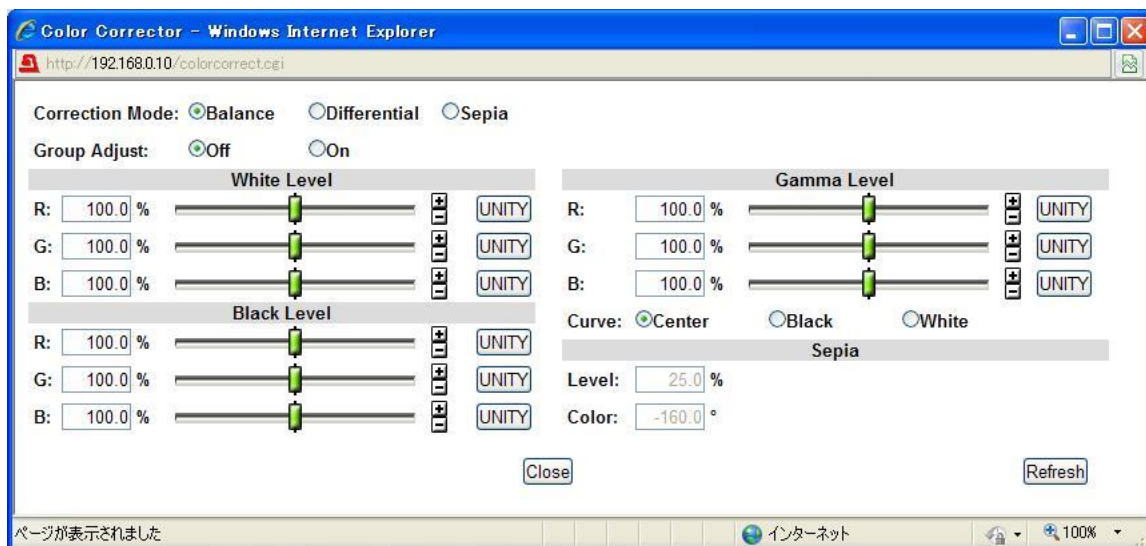 Color Corrector - Windows Internet Explorer
http://192.168.0.10/colorcorrect.cgi
Correction Mode: Balance Differential Sepia
Group Adjust: Off On
White Level
R: 100.0 % + - UNITY
G: 100.0 % + - UNITY
B: 100.0 % + - UNITY
Black Level
R: 100.0 % + - UNITY
G: 100.0 % + - UNITY
B: 100.0 % + - UNITY
Gamma Level
R: 100.0 % + - UNITY
G: 100.0 % + - UNITY
B: 100.0 % + - UNITY
Curve: Center Black White
Sepia
Level: 25.0 %
Color: -160.0 °
Close Refresh
ページが表示されました インターネット 100%